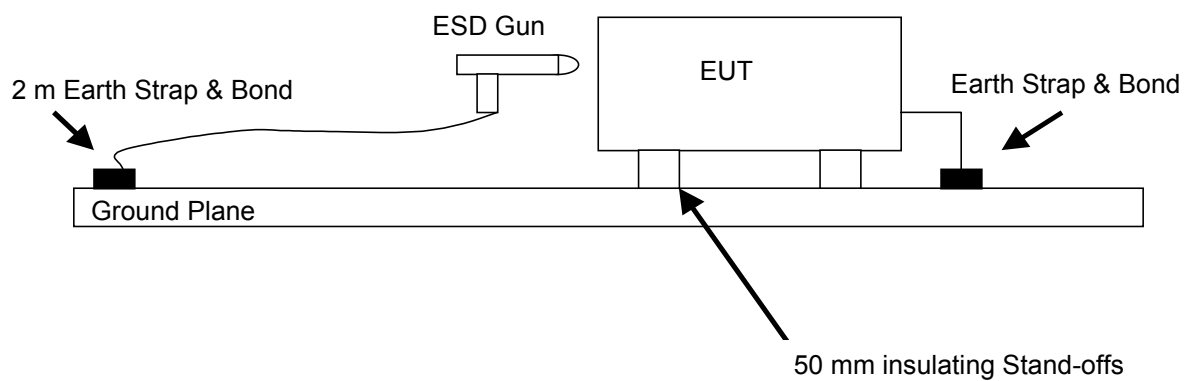 ESD Gun
EUT
2 m Earth Strap & Bond
Earth Strap & Bond
Ground Plane
50 mm insulating Stand-offs